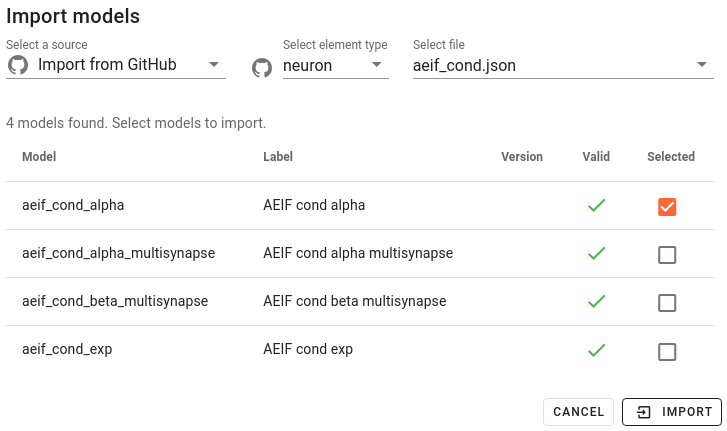 Import models
Select a source
Select element type
Select file
Import from GitHub
neuron
aeif_cond.json
4 models found. Select models to import.
Model Label Version Valid Selected
aeif_cond_alpha AEIF cond alpha
aeif_cond_alpha_multisynapse AEIF cond alpha multisynapse
aeif_cond_beta_multisynapse AEIF cond beta multisynapse
aeif_cond_exp AEIF cond exp
CANCEL IMPORT